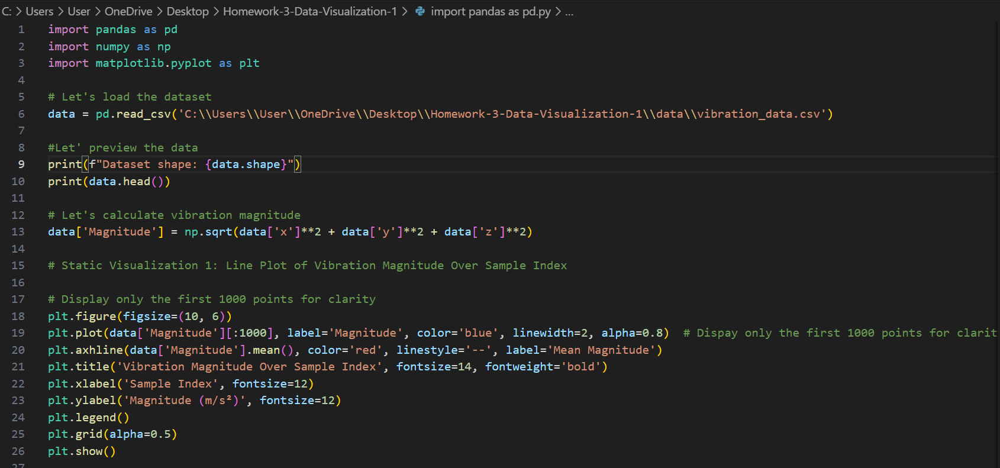 C: > Users > User > OneDrive > Desktop > Homework-3-Data-Visualization-1 > import pandas as pd.py > ...
1 import pandas as pd
2 import numpy as np
3 import matplotlib.pyplot as plt
4
5 # Let's load the dataset
6 data = pd.read_csv('C:\\Users\\User\\OneDrive\\Desktop\\Homework-3-Data-Visualization-1\\data\\vibration_data.csv')
7
8 #Let' preview the data
9 print(f"Dataset shape: {data.shape}")
10 print(data.head())
11
12 # Let's calculate vibration magnitude
13 data['Magnitude'] = np.sqrt(data['x']**2 + data['y']**2 + data['z']**2)
14
15 # Static Visualization 1: Line Plot of Vibration Magnitude Over Sample Index
16
17 # Display only the first 1000 points for clarity
18 plt.figure(figsize=(10, 6))
19 plt.plot(data['Magnitude'][:1000], label='Magnitude', color='blue', linewidth=2, alpha=0.8)  # Dispay only the first 1000 points for clarit
20 plt.axhline(data['Magnitude'].mean(), color='red', linestyle='--', label='Mean Magnitude')
21 plt.title('Vibration Magnitude Over Sample Index', fontsize=14, fontweight='bold')
22 plt.xlabel('Sample Index', fontsize=12)
23 plt.ylabel('Magnitude (m/s²)', fontsize=12)
24 plt.legend()
25 plt.grid(alpha=0.5)
26 plt.show()
27